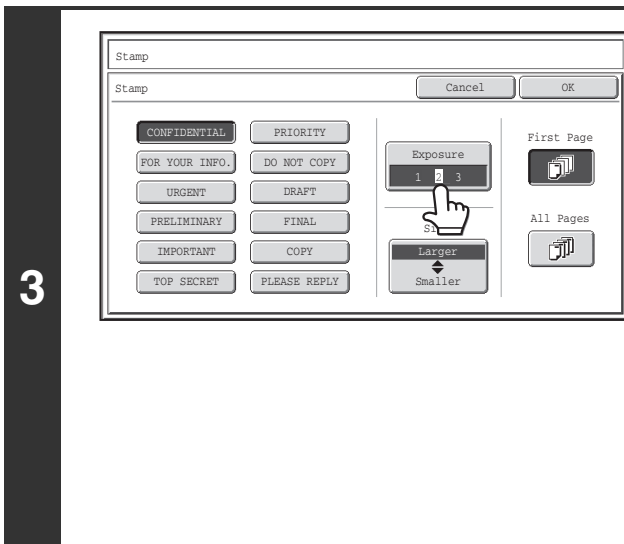 3
Stamp
Stamp Cancel OK
CONFIDENTIAL PRIORITY
FOR YOUR INFO. DO NOT COPY
URGENT DRAFT
PRELIMINARY FINAL
IMPORTANT COPY
TOP SECRET PLEASE REPLY
Exposure
1 2 3
Larger
Smaller
First Page
All Pages